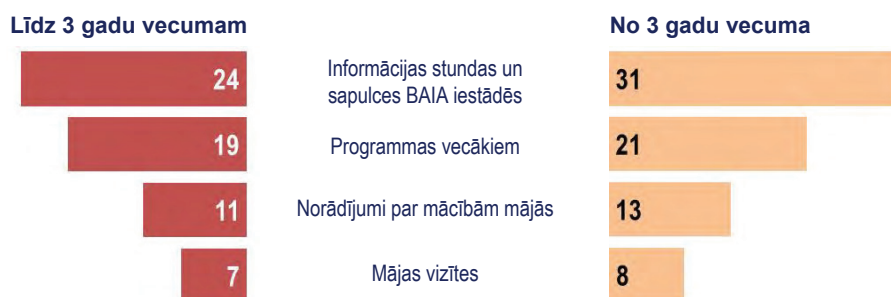 Līdz 3 gadu vecumam
No 3 gadu vecuma
24
Informācijas stundas un
sapulces BAIA iestādēs
31
19
Programmas vecākiem
21
11
Norādījumi par mācībām mājās
13
7
Mājas vizītes
8